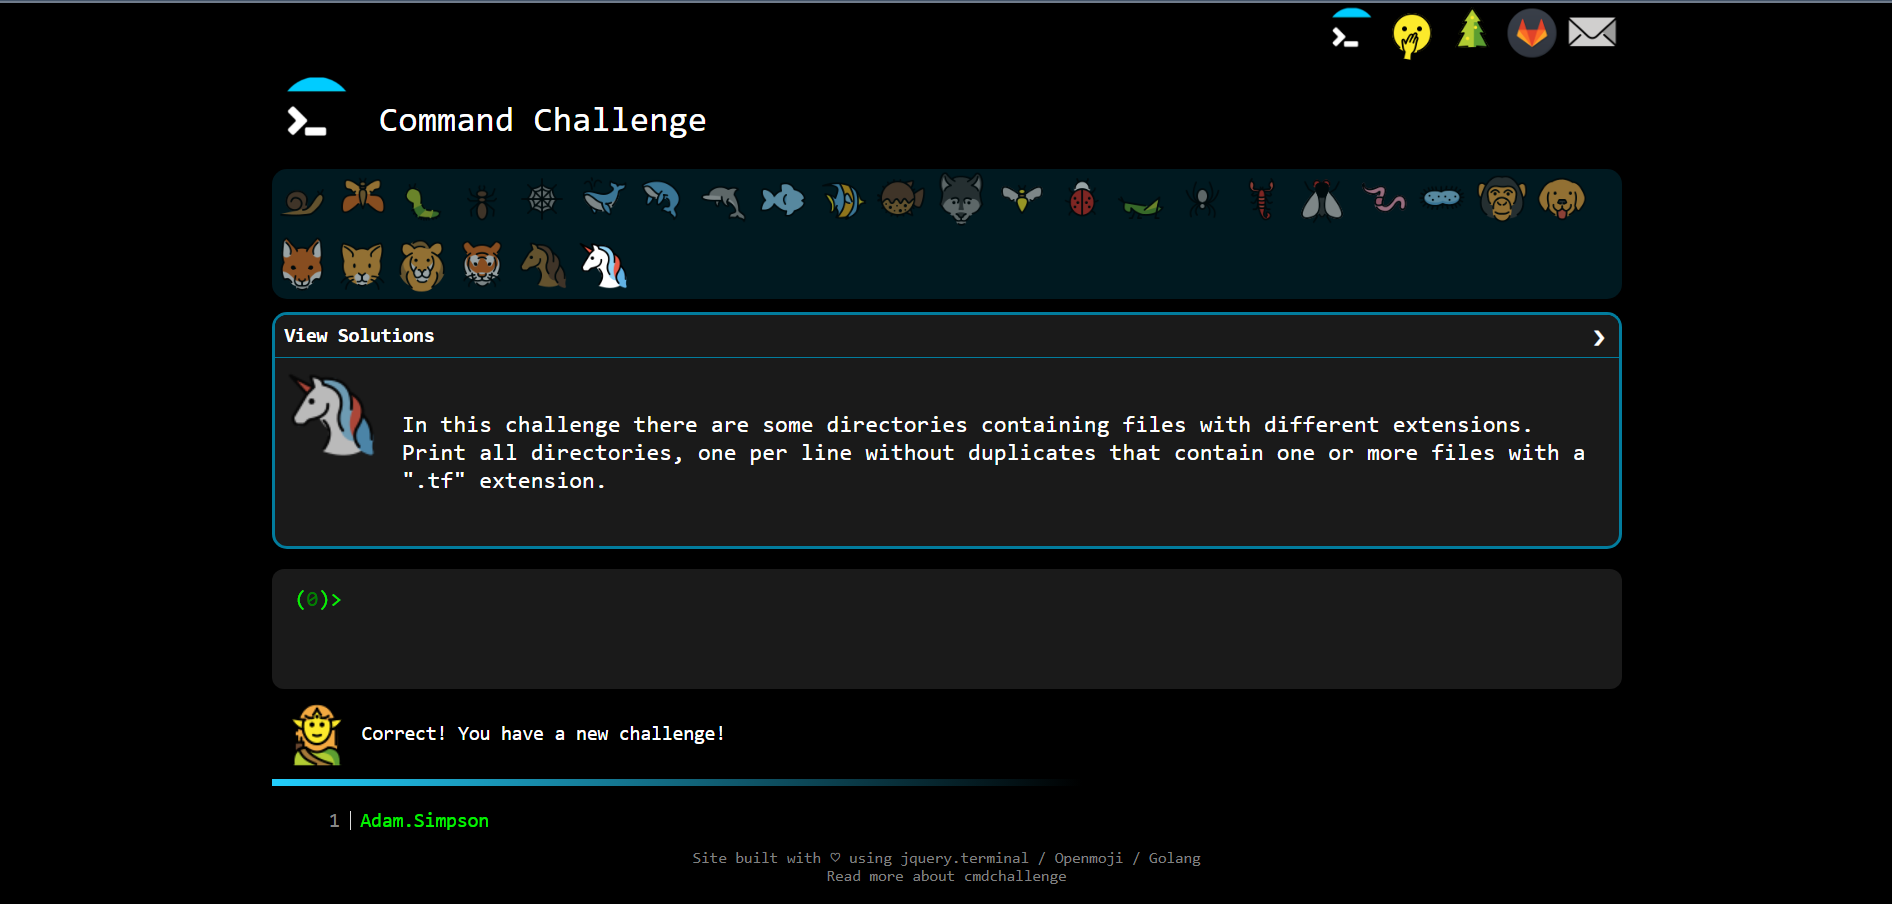 Command Challenge
View Solutions
In this challenge there are some directories containing files with different extensions.
Print all directories, one per line without duplicates that contain one or more files with a
".tf" extension.
(0)>
Correct! You have a new challenge!
1 | Adam.Simpson
Site built with ♡ using jquery.terminal / Openmoji / Golang
Read more about cmdchallenge